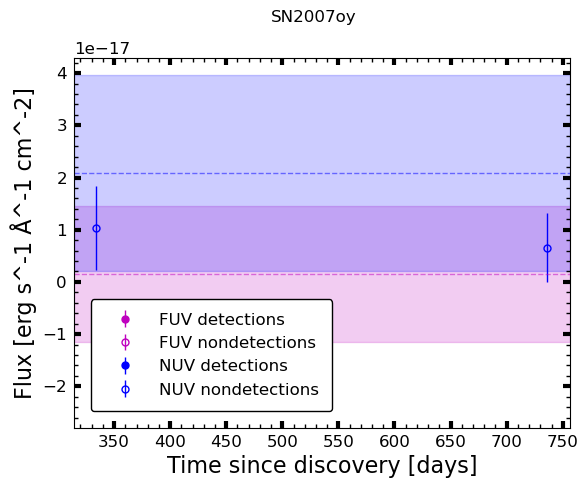 SN2007oy
1e−17
4
3
2
1
0
−1
−2
Flux [erg s^-1 Å^-1 cm^-2]
FUV detections
FUV nondetections
NUV detections
NUV nondetections
350 400 450 500 550 600 650 700 750
Time since discovery [days]